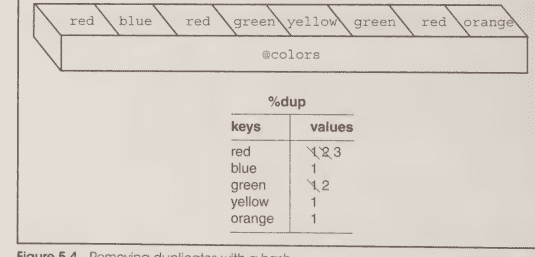 red blue red green yellow green red orange
@colors
%dup
keys values
red 1 2 3
blue 1
green 1 2
yellow 1
orange 1
Figure 5.4 Removing duplicates with a hash